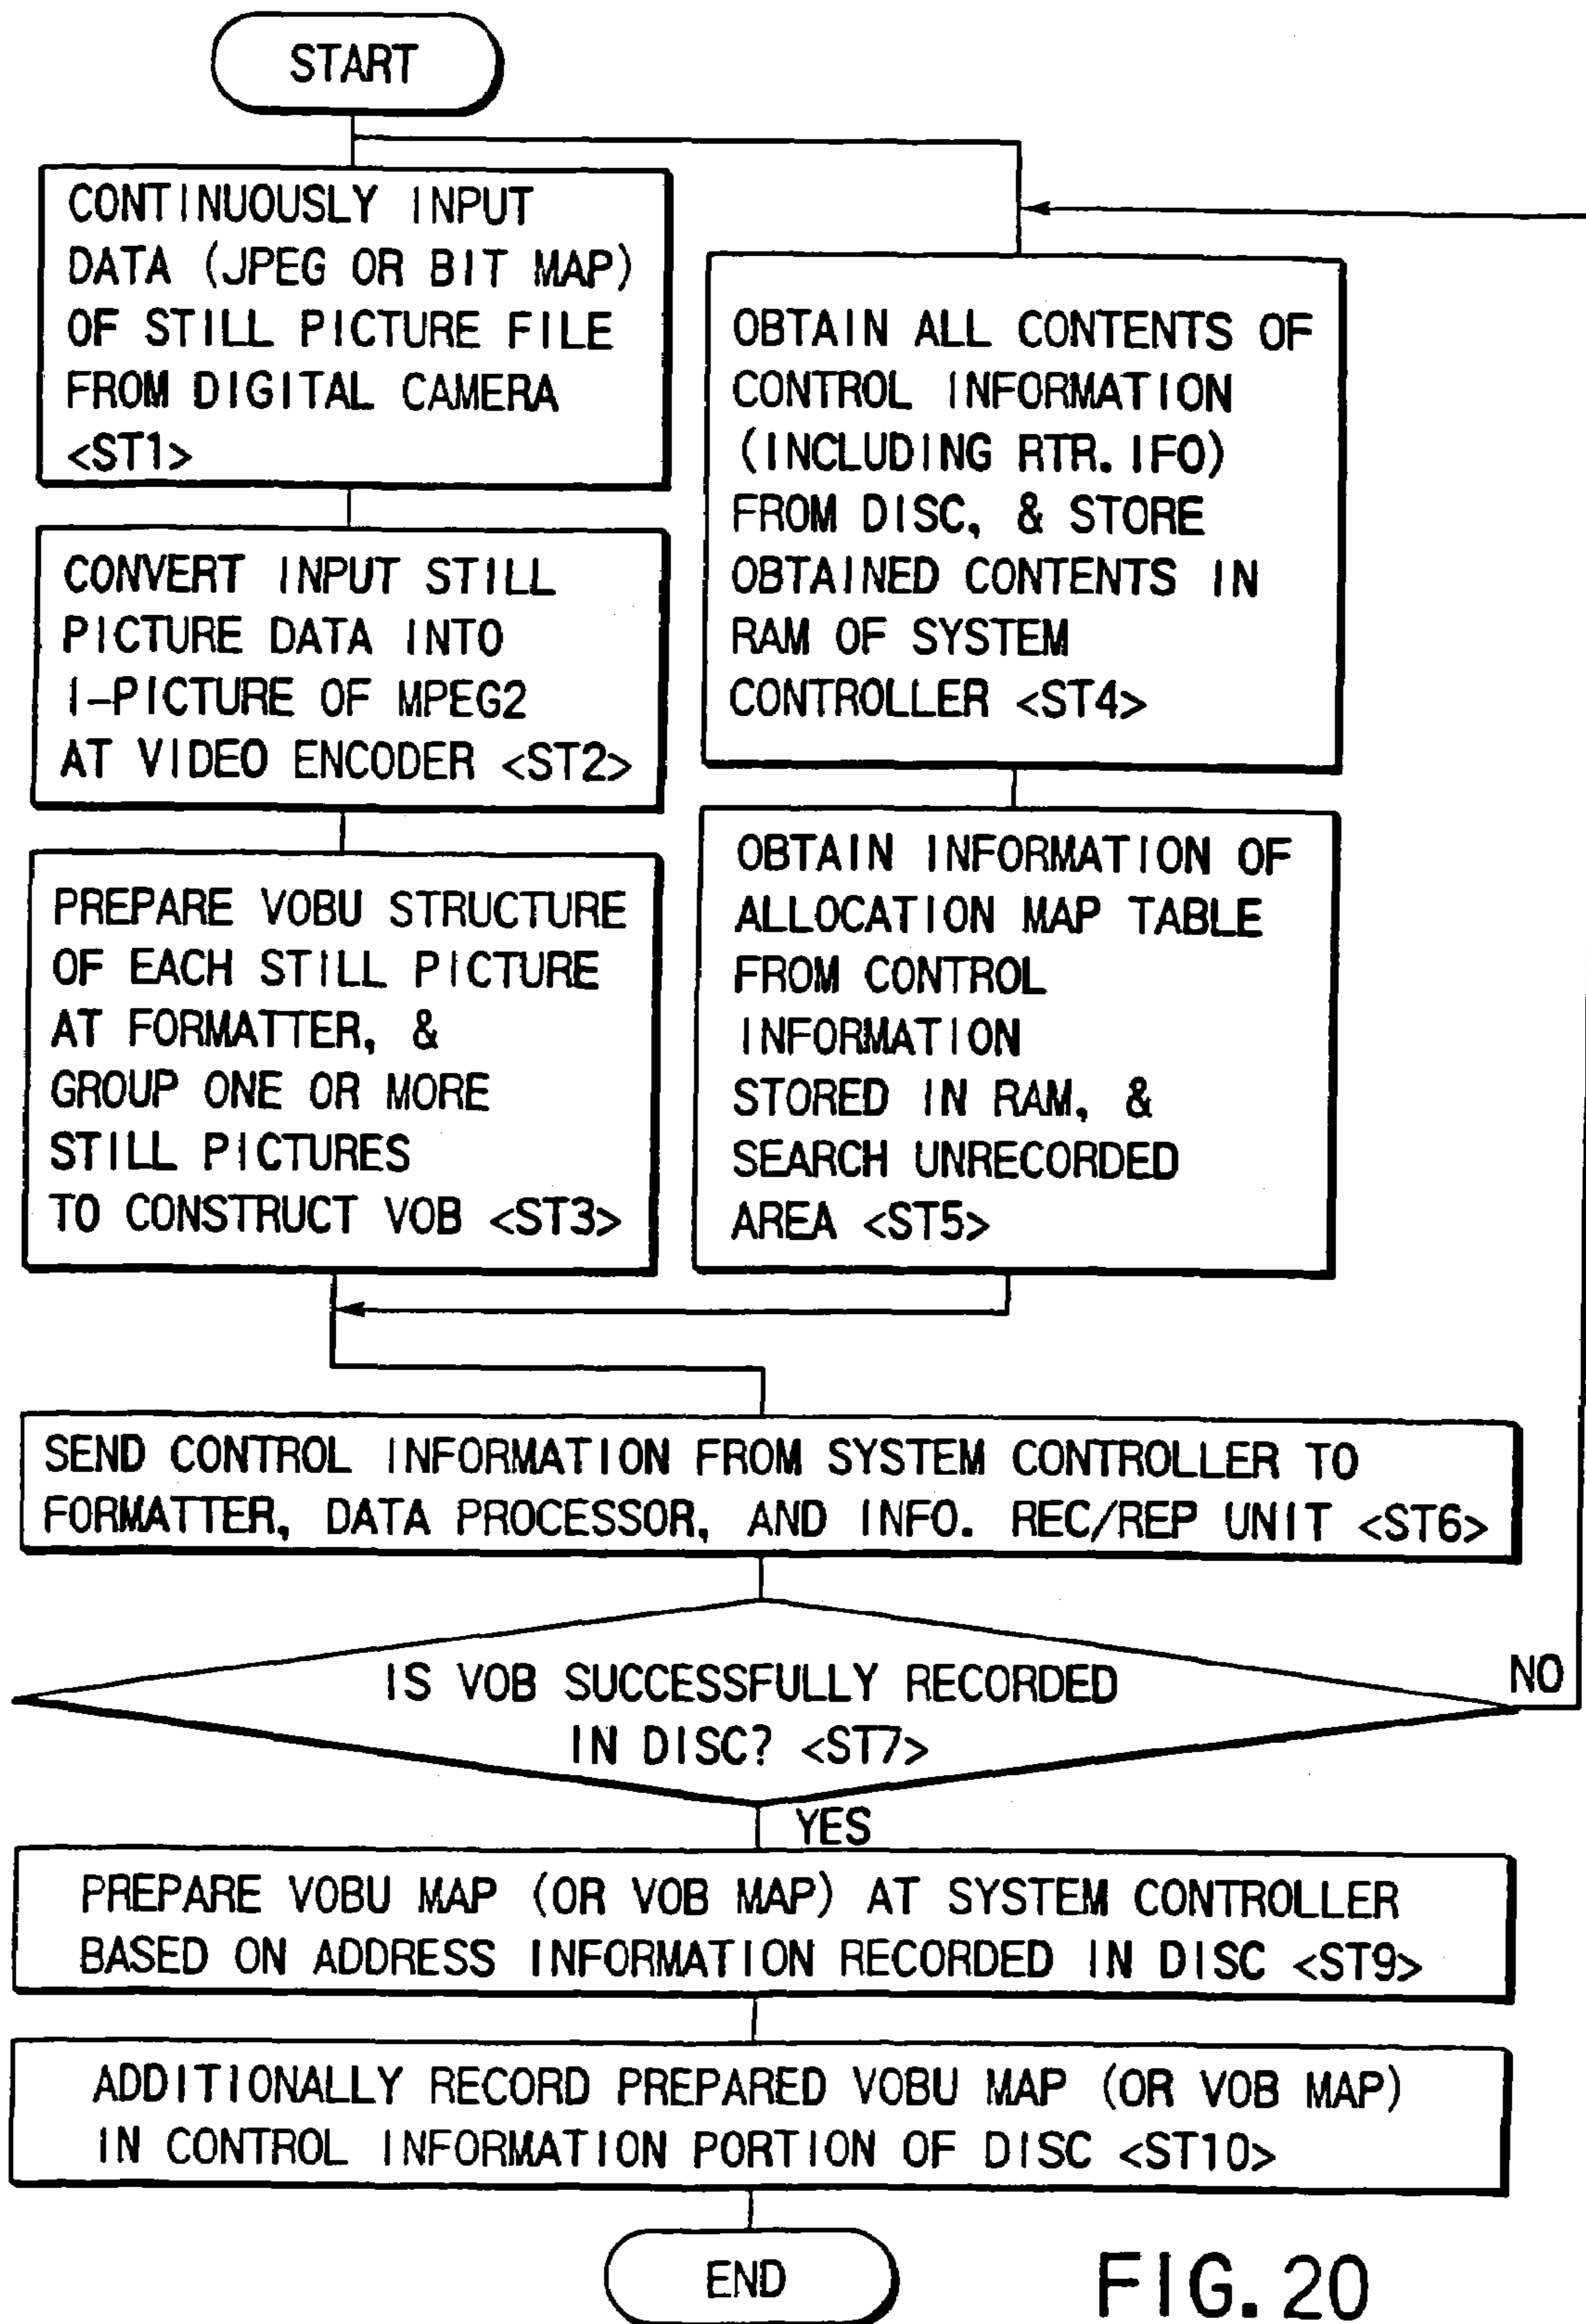 START
CONTINUOUSLY INPUT
DATA (JPEG OR BIT MAP)
OF STILL PICTURE FILE
FROM DIGITAL CAMERA
<ST1>
CONVERT INPUT STILL
PICTURE DATA INTO
I-PICTURE OF MPEG2
AT VIDEO ENCODER <ST2>
PREPARE VOBU STRUCTURE
OF EACH STILL PICTURE
AT FORMATTER, &
GROUP ONE OR MORE
STILL PICTURES
TO CONSTRUCT VOB <ST3>
OBTAIN ALL CONTENTS OF
CONTROL INFORMATION
(INCLUDING RTR. IFO)
FROM DISC, & STORE
OBTAINED CONTENTS IN
RAM OF SYSTEM
CONTROLLER <ST4>
OBTAIN INFORMATION OF
ALLOCATION MAP TABLE
FROM CONTROL
INFORMATION
STORED IN RAM, &
SEARCH UNRECORDED
AREA <ST5>
SEND CONTROL INFORMATION FROM SYSTEM CONTROLLER TO
FORMATTER, DATA PROCESSOR, AND INFO. REC/REP UNIT <ST6>
IS VOB SUCCESSFULLY RECORDED
IN DISC? <ST7>
NO
YES
PREPARE VOBU MAP (OR VOB MAP) AT SYSTEM CONTROLLER
BASED ON ADDRESS INFORMATION RECORDED IN DISC <ST9>
ADDITIONALLY RECORD PREPARED VOBU MAP (OR VOB MAP)
IN CONTROL INFORMATION PORTION OF DISC <ST10>
END
FIG. 20